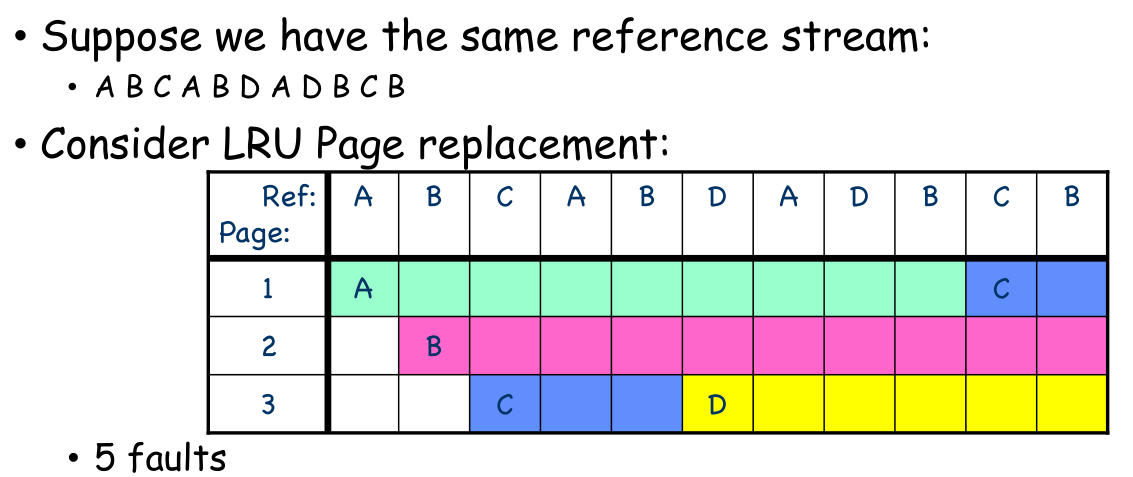 • Suppose we have the same reference stream:
• A B C A B D A D B C B
• Consider LRU Page replacement:
Ref: A B C A B D A D B C B
Page:
1 A C
2 B
3 C D
• 5 faults